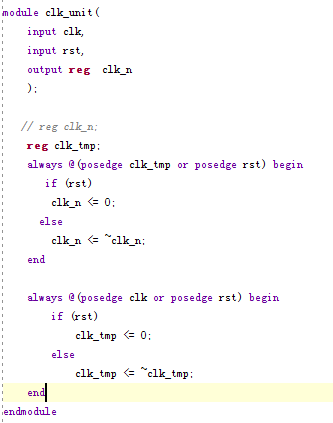 module clk_unit(
input clk,
input rst,
output reg clk_n
);
// reg clk_n;
reg clk_tmp;
always @(posedge clk_tmp or posedge rst) begin
if (rst)
clk_n <= 0;
else
clk_n <= ~clk_n;
end
always @(posedge clk or posedge rst) begin
if (rst)
clk_tmp <= 0;
else
clk_tmp <= ~clk_tmp;
end
endmodule